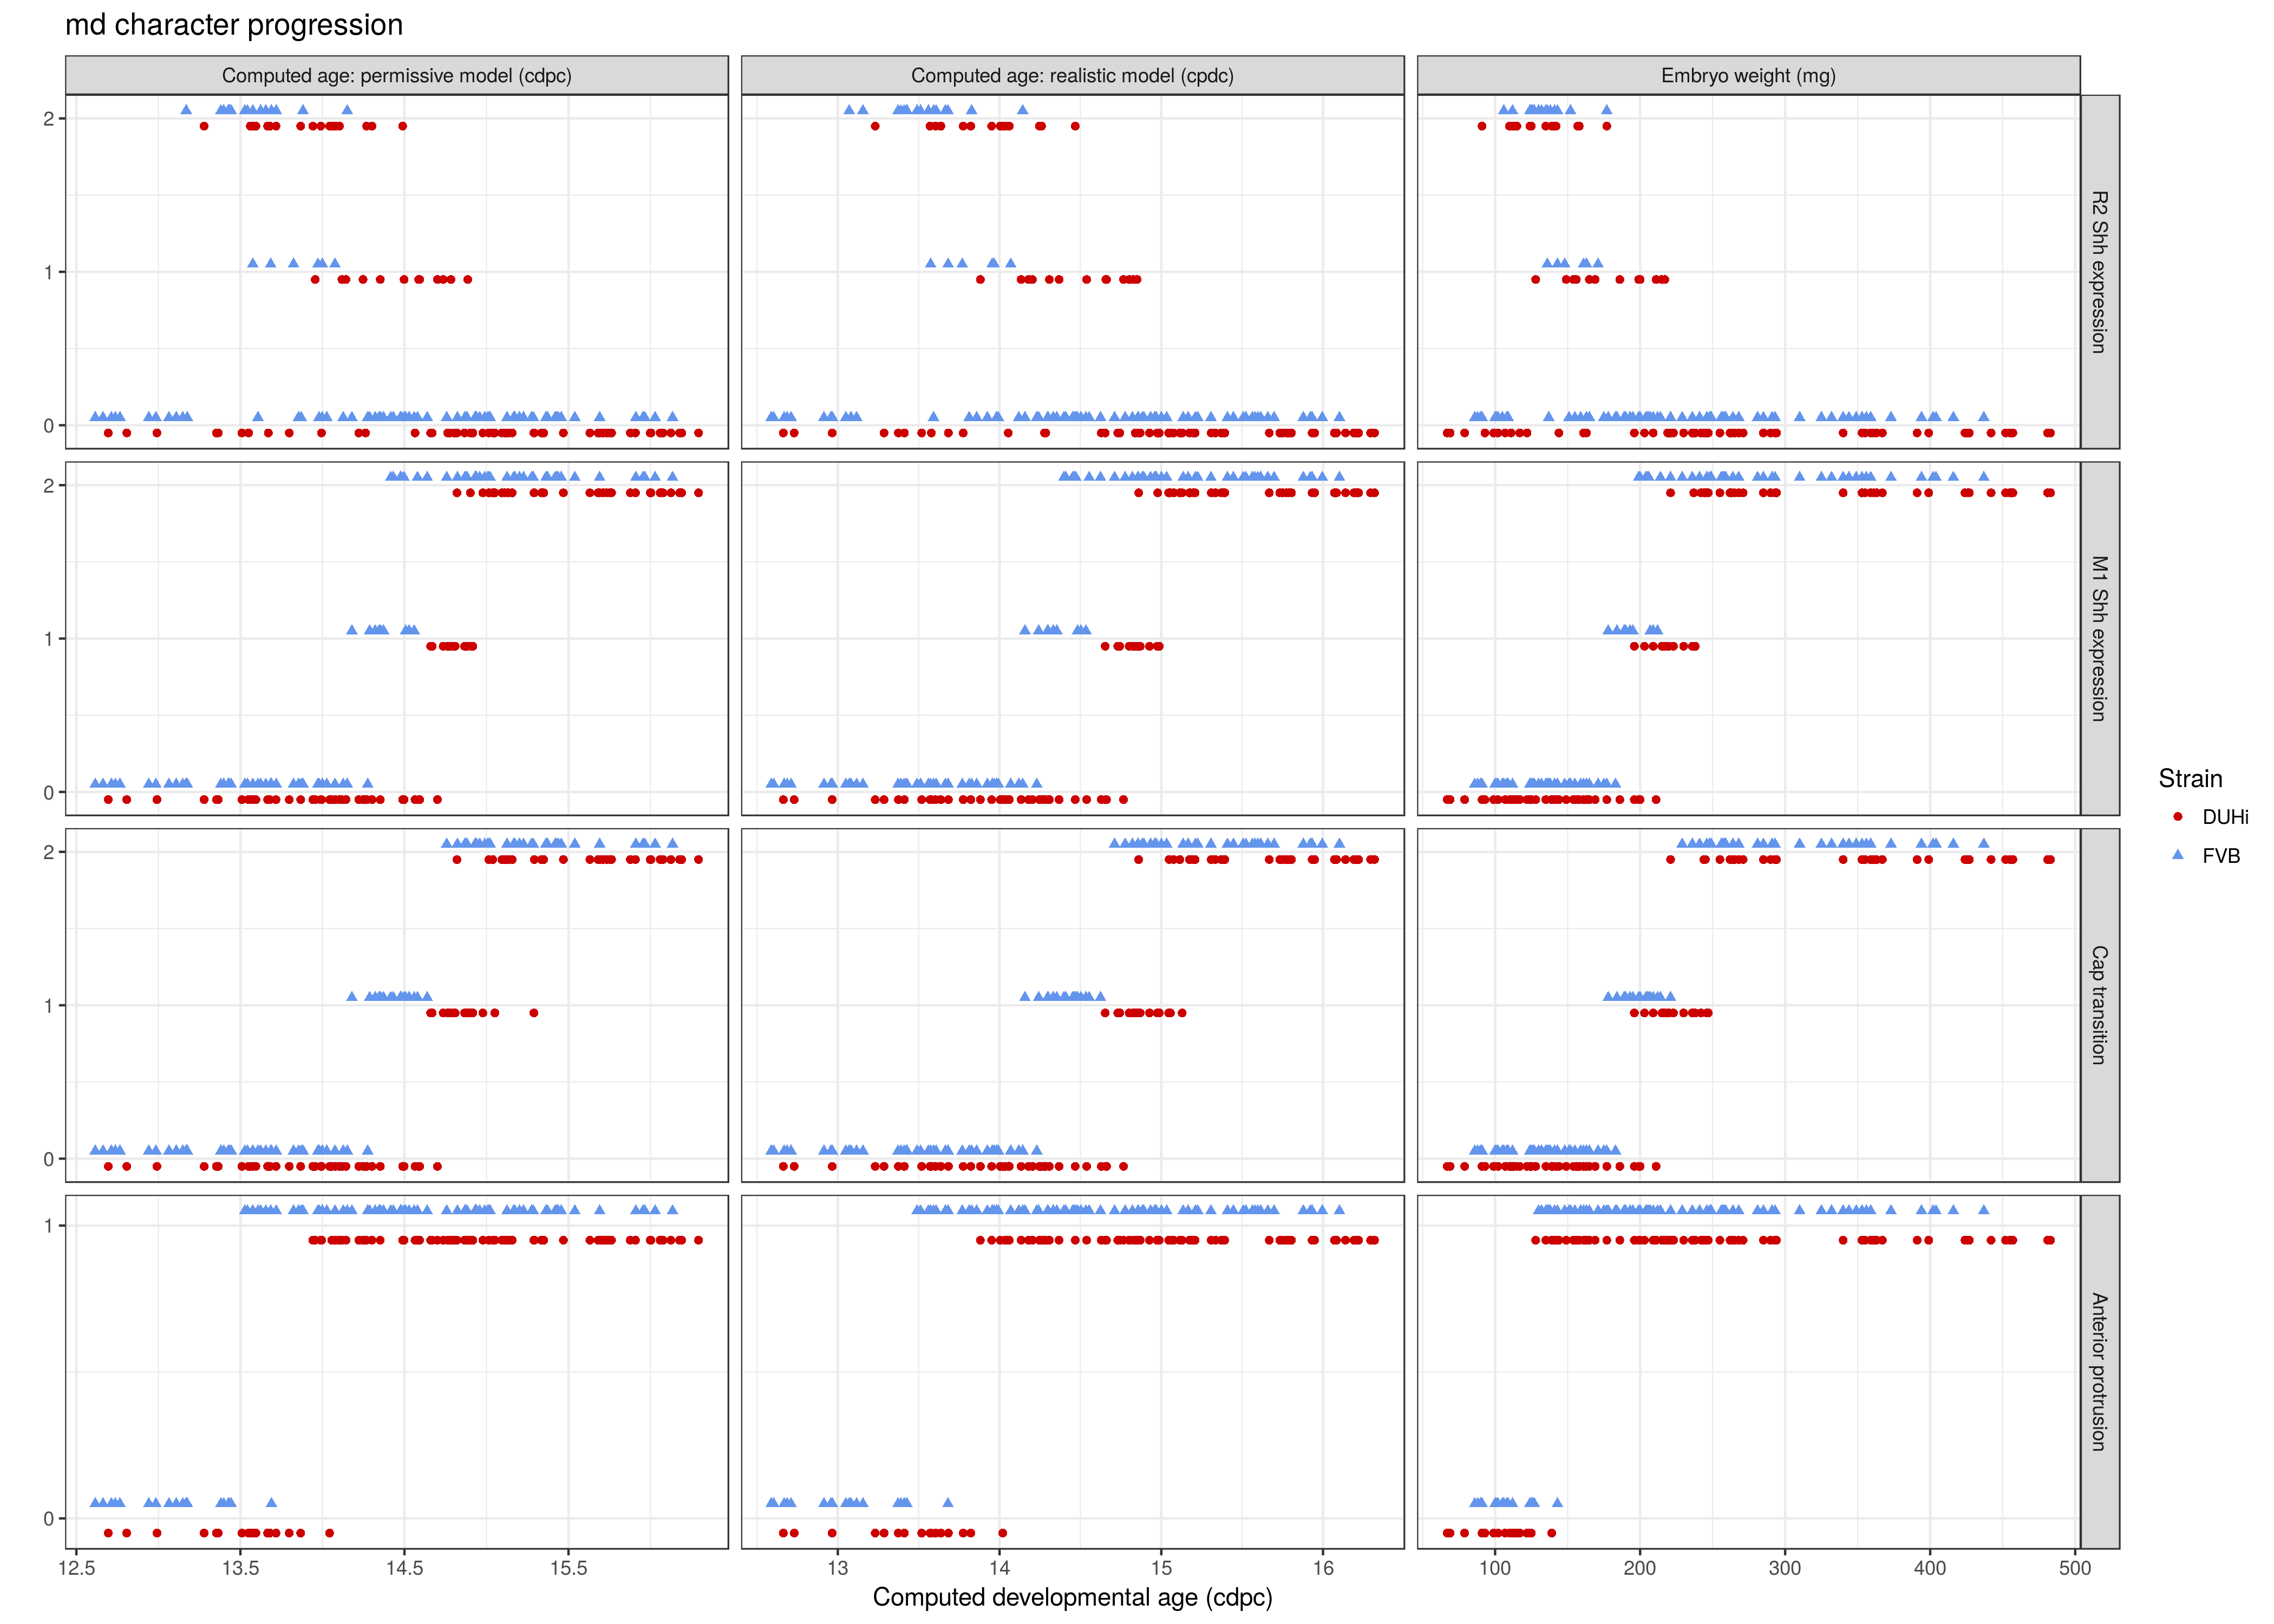 md character progression
Computed age: permissive model (cdpc)
Computed age: realistic model (cpdc)
Embryo weight (mg)
2
1
0
R2 Shh expression
2
1
0
M1 Shh expression
2
1
0
Cap transition
1
0
Anterior protrusion
12.5 13.5 14.5 15.5
13 14 15 16
100 200 300 400 500
Computed developmental age (cdpc)
Strain
DUHi
FVB